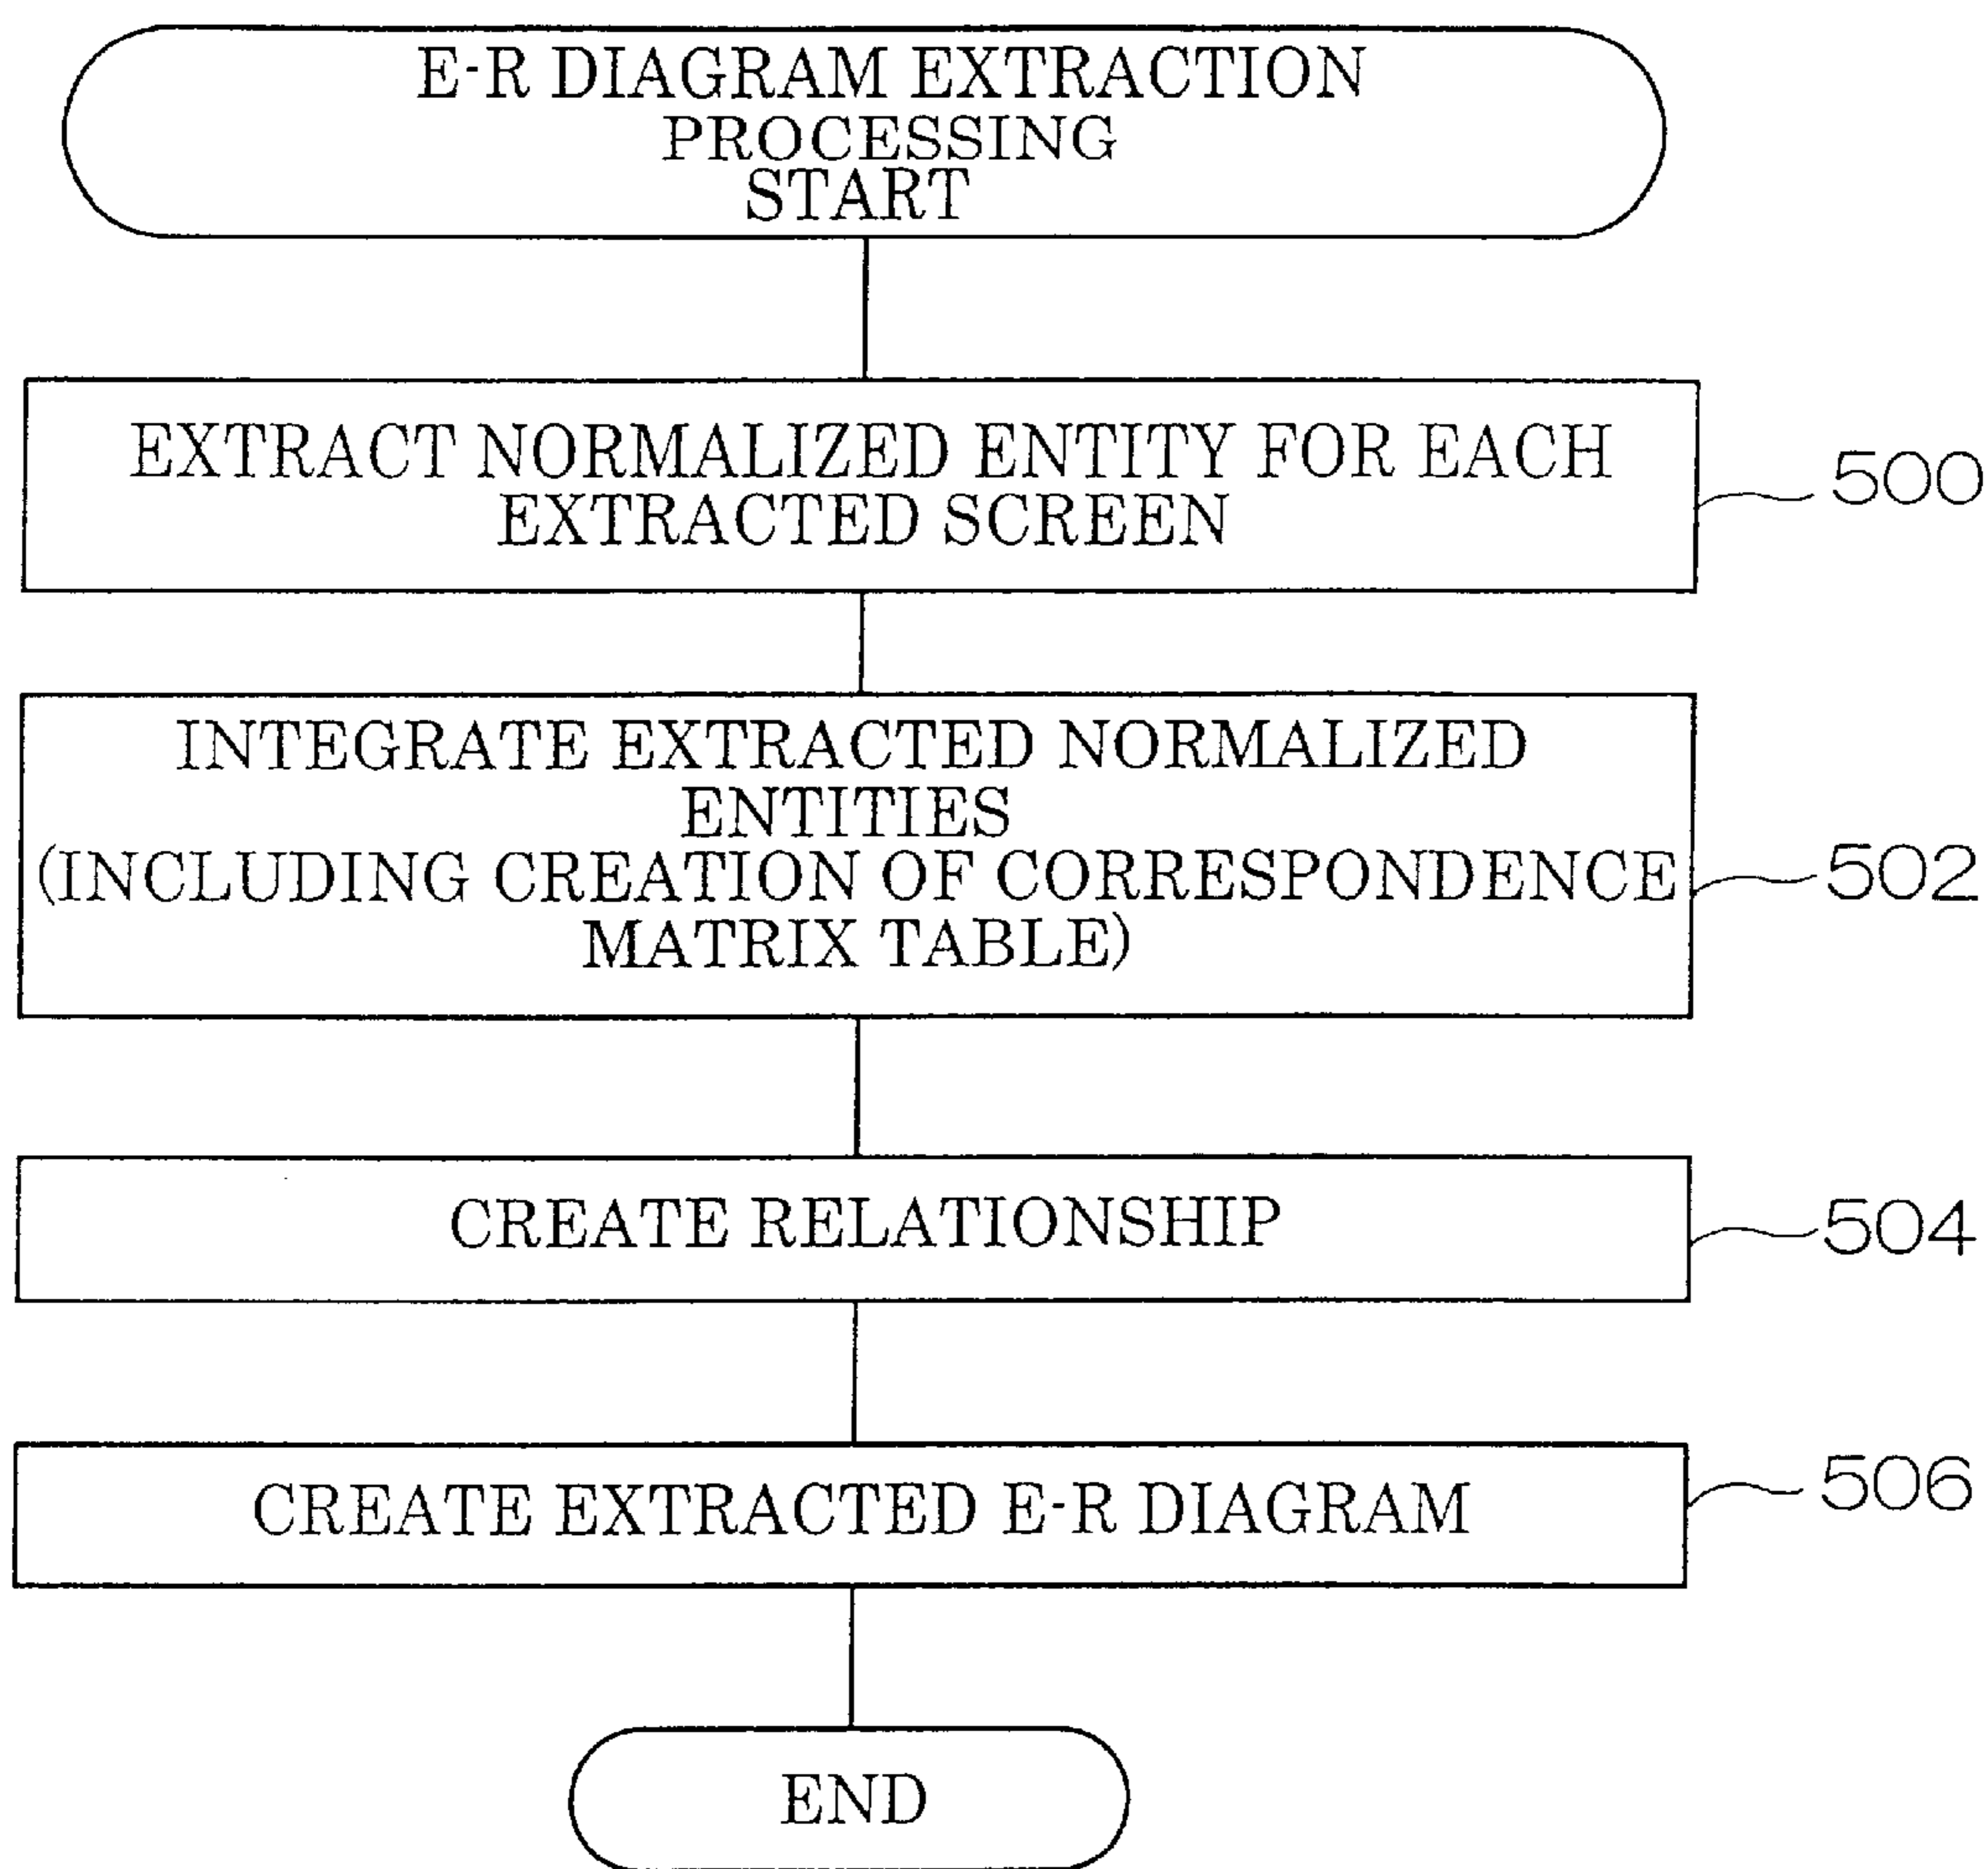 E-R DIAGRAM EXTRACTION
PROCESSING
START
EXTRACT NORMALIZED ENTITY FOR EACH
EXTRACTED SCREEN
500
INTEGRATE EXTRACTED NORMALIZED
ENTITIES
(INCLUDING CREATION OF CORRESPONDENCE
MATRIX TABLE)
502
CREATE RELATIONSHIP
504
CREATE EXTRACTED E-R DIAGRAM
506
END